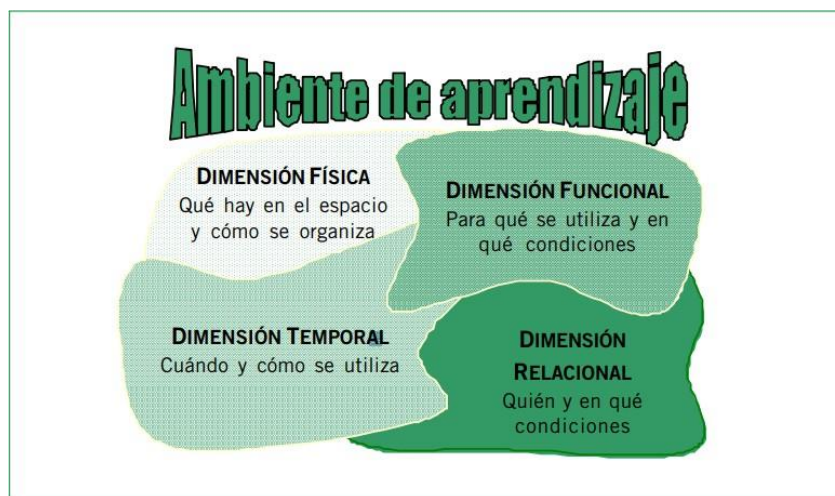 Ambiente de aprendizaje
DIMENSIÓN FÍSICA
Qué hay en el espacio
y cómo se organiza
DIMENSIÓN FUNCIONAL
Para qué se utiliza y en
qué condiciones
DIMENSIÓN TEMPORAL
Cuándo y cómo se utiliza
DIMENSIÓN
RELACIONAL
Quién y en qué
condiciones